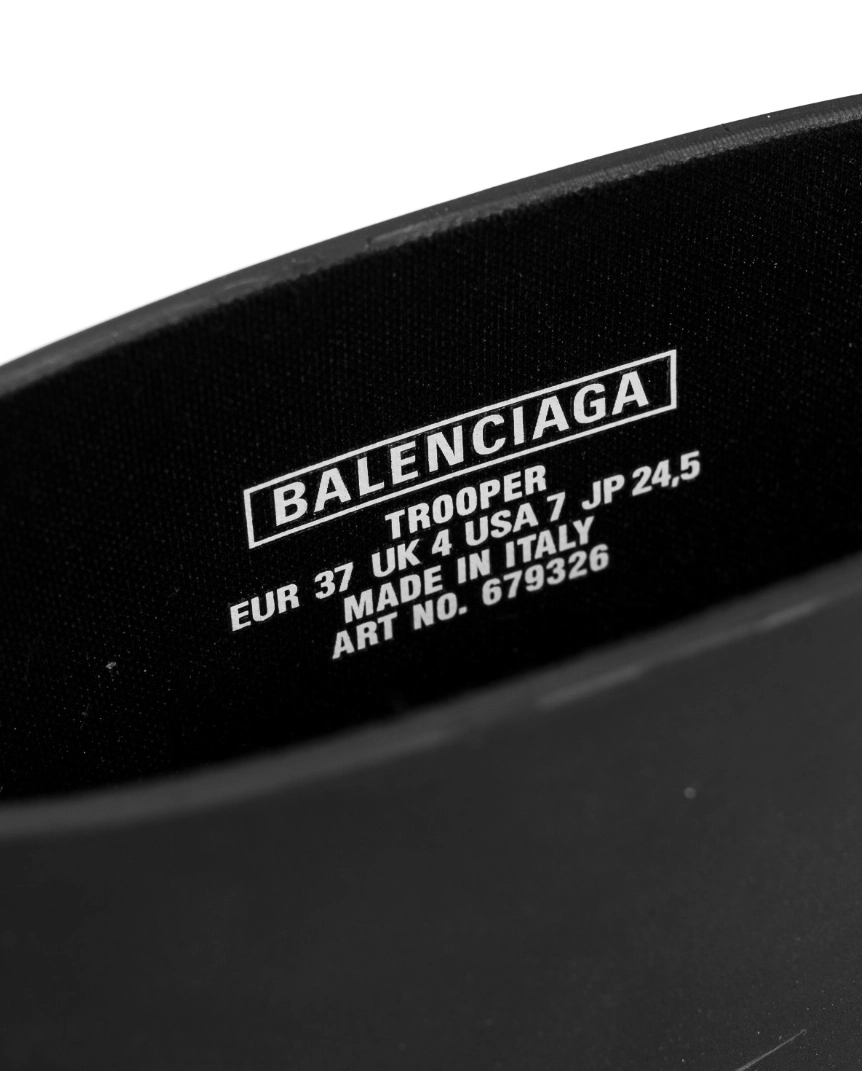 BALENCIAGA
TROOPER
EUR 37 UK 4 USA 7 JP 24,5
MADE IN ITALY
ART NO. 679326